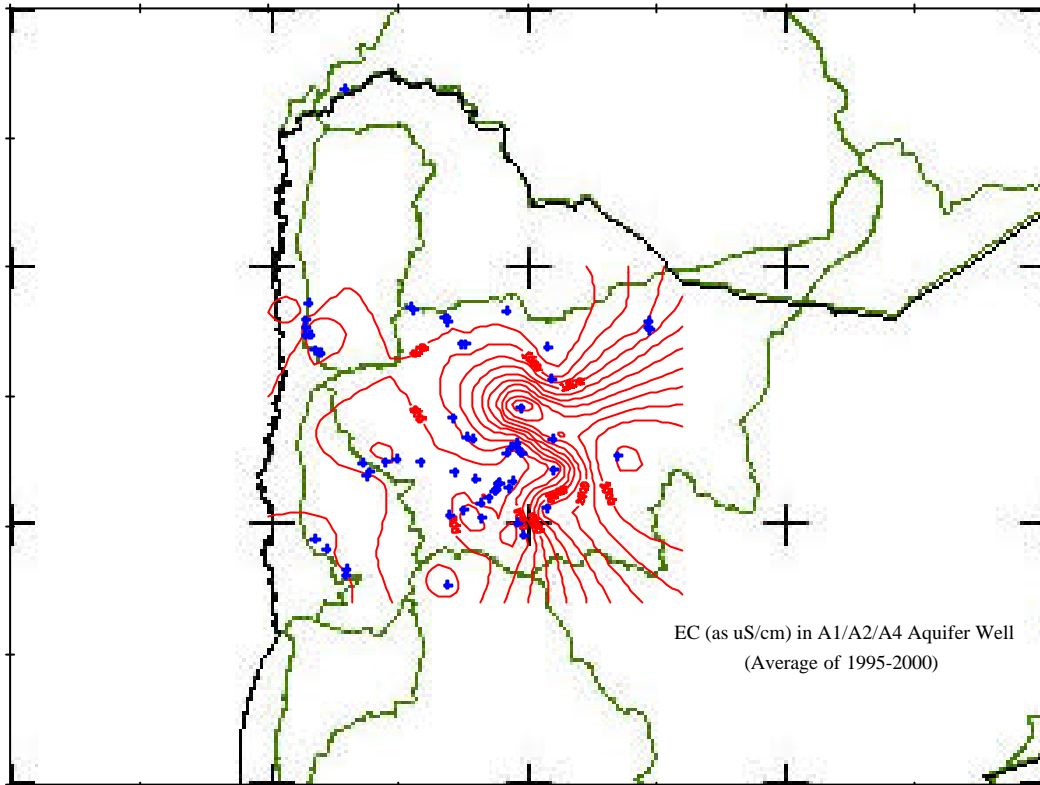 EC (as uS/cm) in A1/A2/A4 Aquifer Well
(Average of 1995-2000)